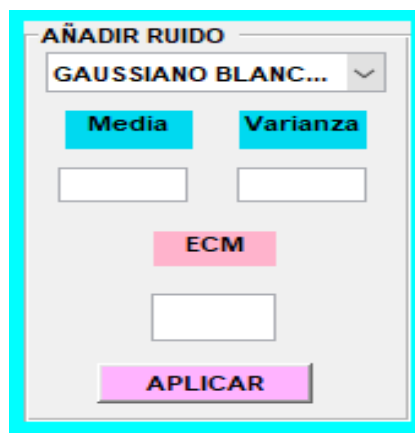 AÑADIR RUIDO
GAUSSIANO BLANC...
Media Varianza
ECM
APLICAR